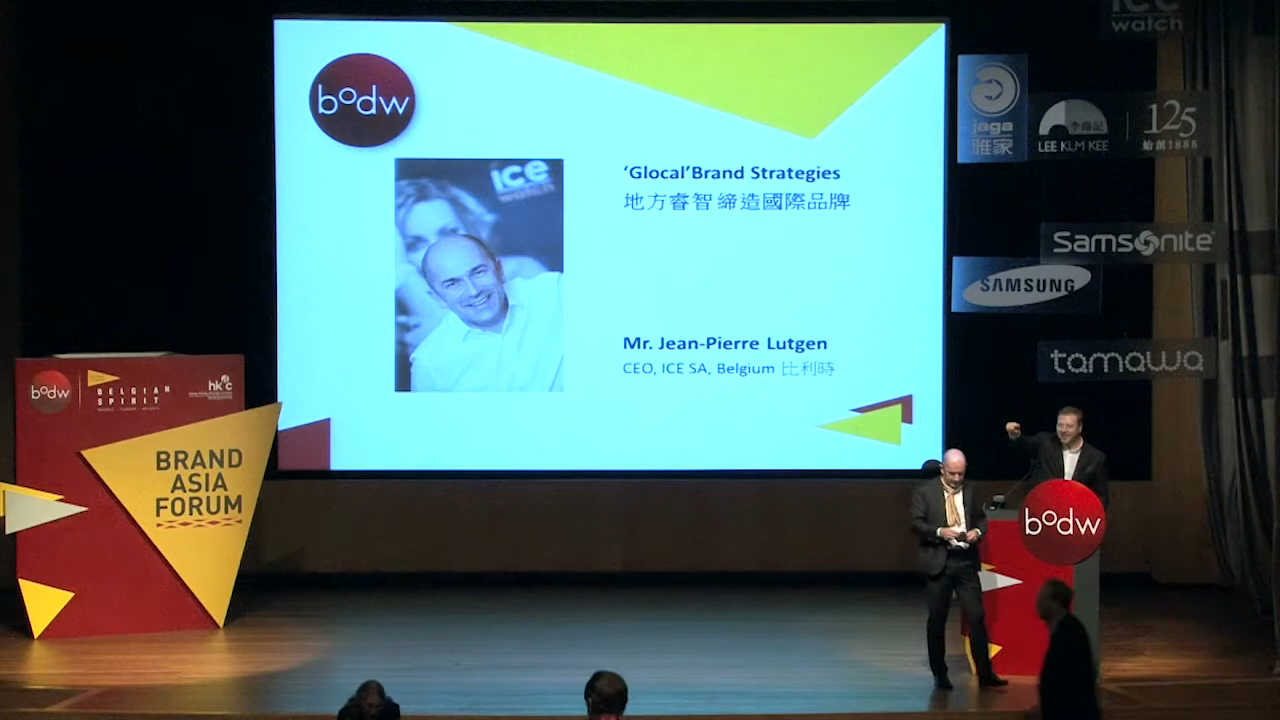 bodw
ICE
'Glocal'Brand Strategies
地方睿智締造國際品牌
Mr. Jean-Pierre Lutgen
CEO, ICE SA, Belgium 比利時
watch
jaga
雅家
李錦記
LEE KUM KEE
125
始創1888
Samsonite
SAMSUNG
tamawa
bodw
BELGIAN
SPIRIT
BRAND
ASIA
FORUM
bodw